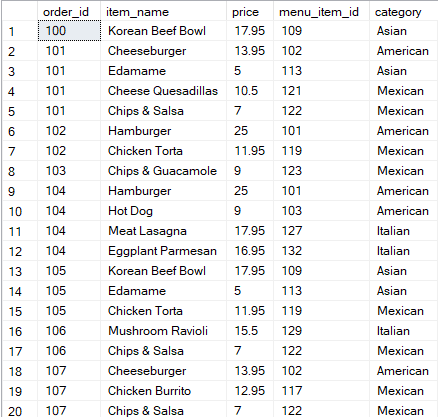 order_id item_name price menu_item_id category
1 100 Korean Beef Bowl 17.95 109 Asian
2 101 Cheeseburger 13.95 102 American
3 101 Edamame 5 113 Asian
4 101 Cheese Quesadillas 10.5 121 Mexican
5 101 Chips & Salsa 7 122 Mexican
6 102 Hamburger 25 101 American
7 102 Chicken Torta 11.95 119 Mexican
8 103 Chips & Guacamole 9 123 Mexican
9 104 Hamburger 25 101 American
10 104 Hot Dog 9 103 American
11 104 Meat Lasagna 17.95 127 Italian
12 104 Eggplant Parmesan 16.95 132 Italian
13 105 Korean Beef Bowl 17.95 109 Asian
14 105 Edamame 5 113 Asian
15 105 Chicken Torta 11.95 119 Mexican
16 106 Mushroom Ravioli 15.5 129 Italian
17 106 Chips & Salsa 7 122 Mexican
18 107 Cheeseburger 13.95 102 American
19 107 Chicken Burrito 12.95 117 Mexican
20 107 Chips & Salsa 7 122 Mexican